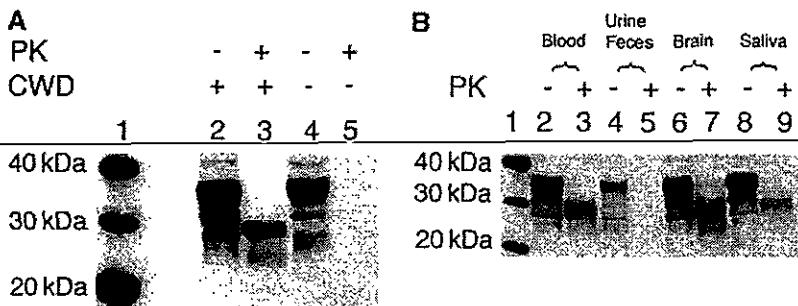 A
PK - + - +
CWD + + - -
1 2 3 4 5
40 kDa
30 kDa
20 kDa
B
Blood Urine Feces Brain Saliva
PK - + - + - + - +
1 2 3 4 5 6 7 8 9
40 kDa
30 kDa
20 kDa